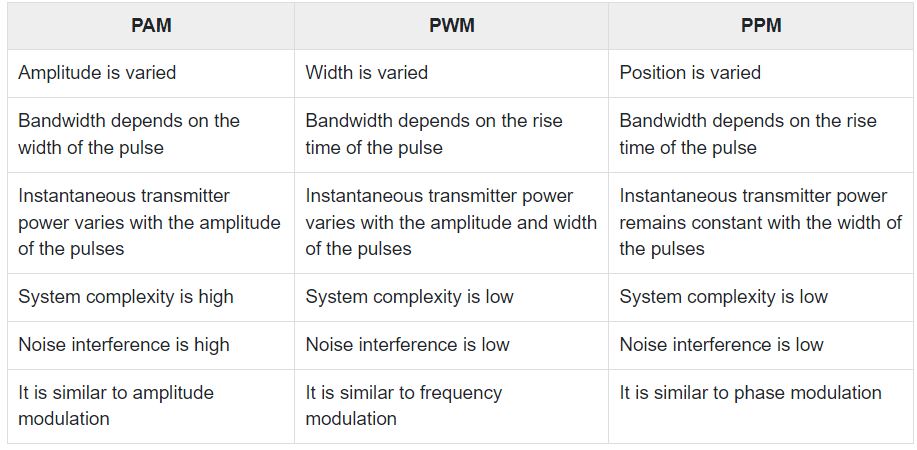 PAM
PWM
PPM
Amplitude is varied
Width is varied
Position is varied
Bandwidth depends on the
width of the pulse
Bandwidth depends on the rise
time of the pulse
Bandwidth depends on the rise
time of the pulse
Instantaneous transmitter
power varies with the amplitude
of the pulses
Instantaneous transmitter power
varies with the amplitude and width
of the pulses
Instantaneous transmitter power
remains constant with the width of
the pulses
System complexity is high
System complexity is low
System complexity is low
Noise interference is high
Noise interference is low
Noise interference is low
It is similar to amplitude
modulation
It is similar to frequency
modulation
It is similar to phase modulation